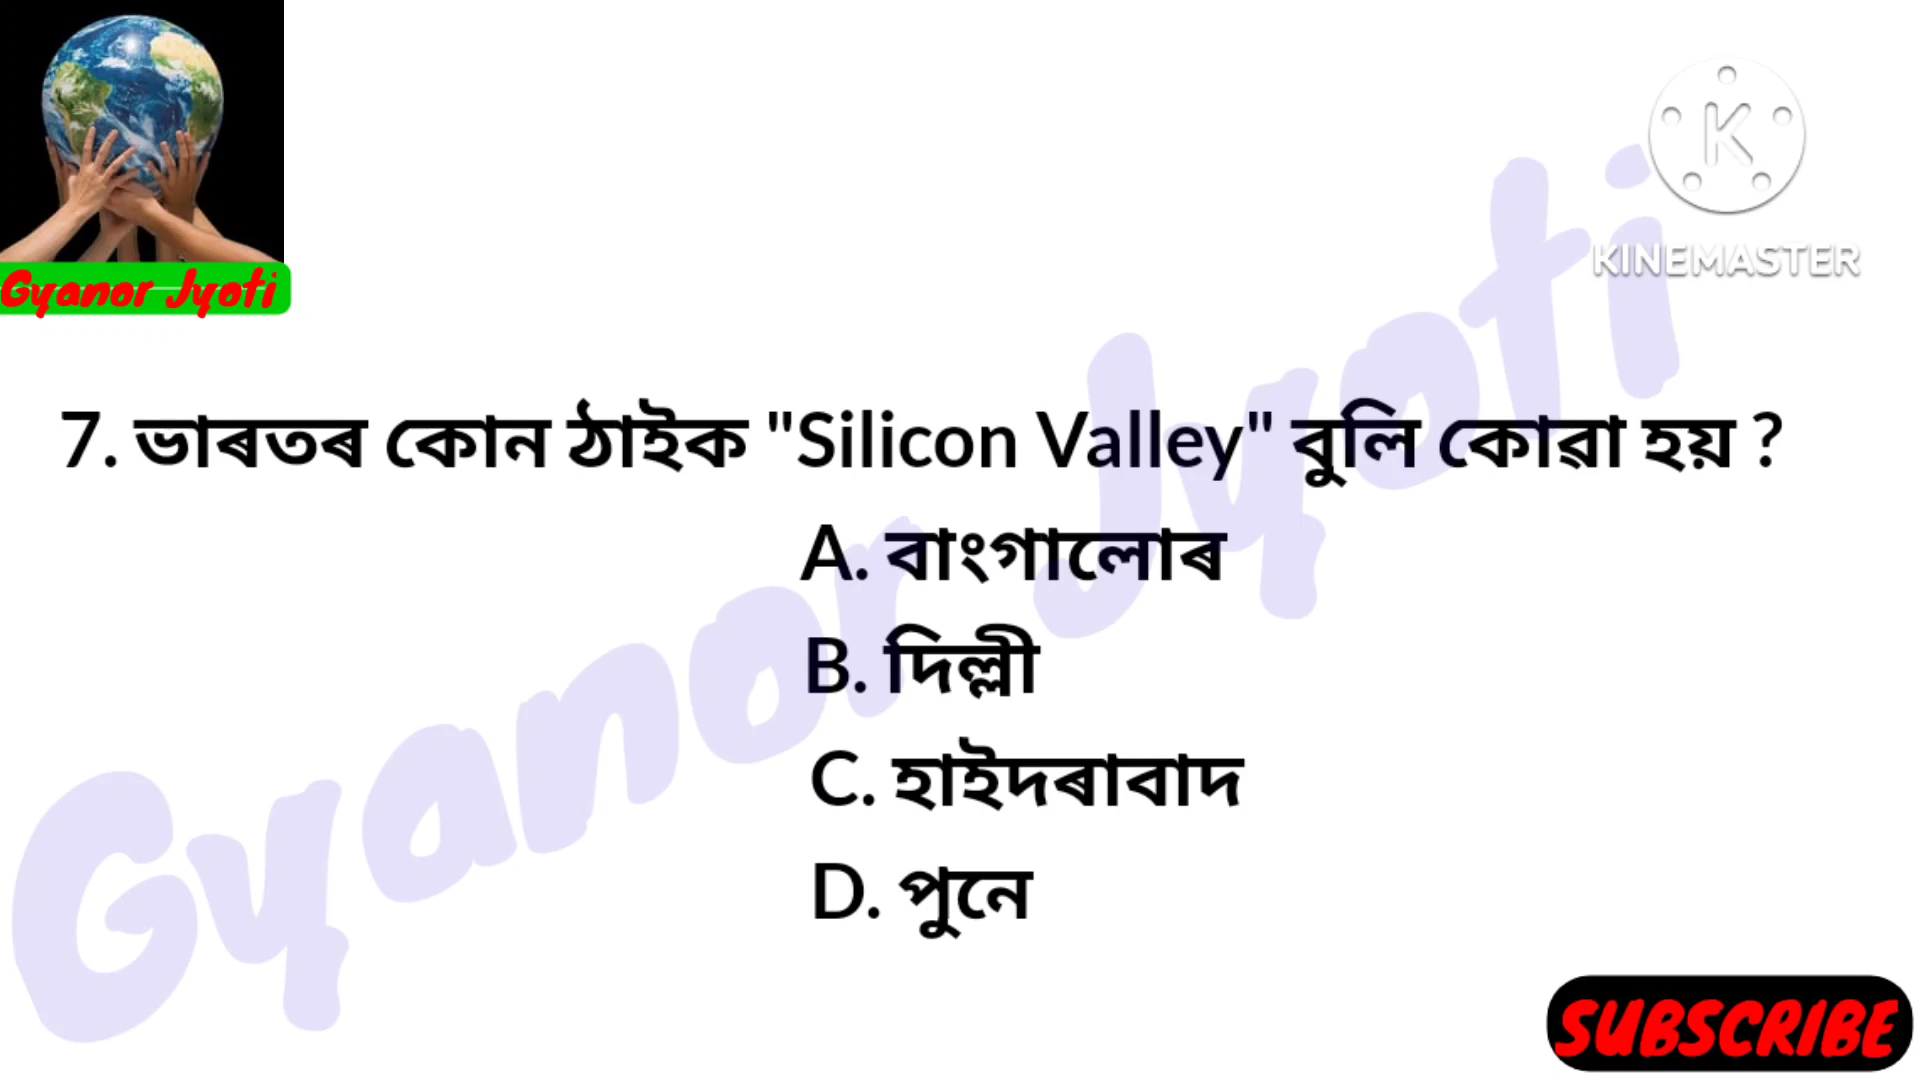 Gyanor Jyoti
K
KINEMASTER
7. ভাৰতৰ কোন ঠাইক "Silicon Valley" বুলি কোৱা হয় ?
A. বাংগালোৰ
B. দিল্লী
C. হাইদৰাবাদ
D. পুনে
Gyanor Jyoti
SUBSCRIBE